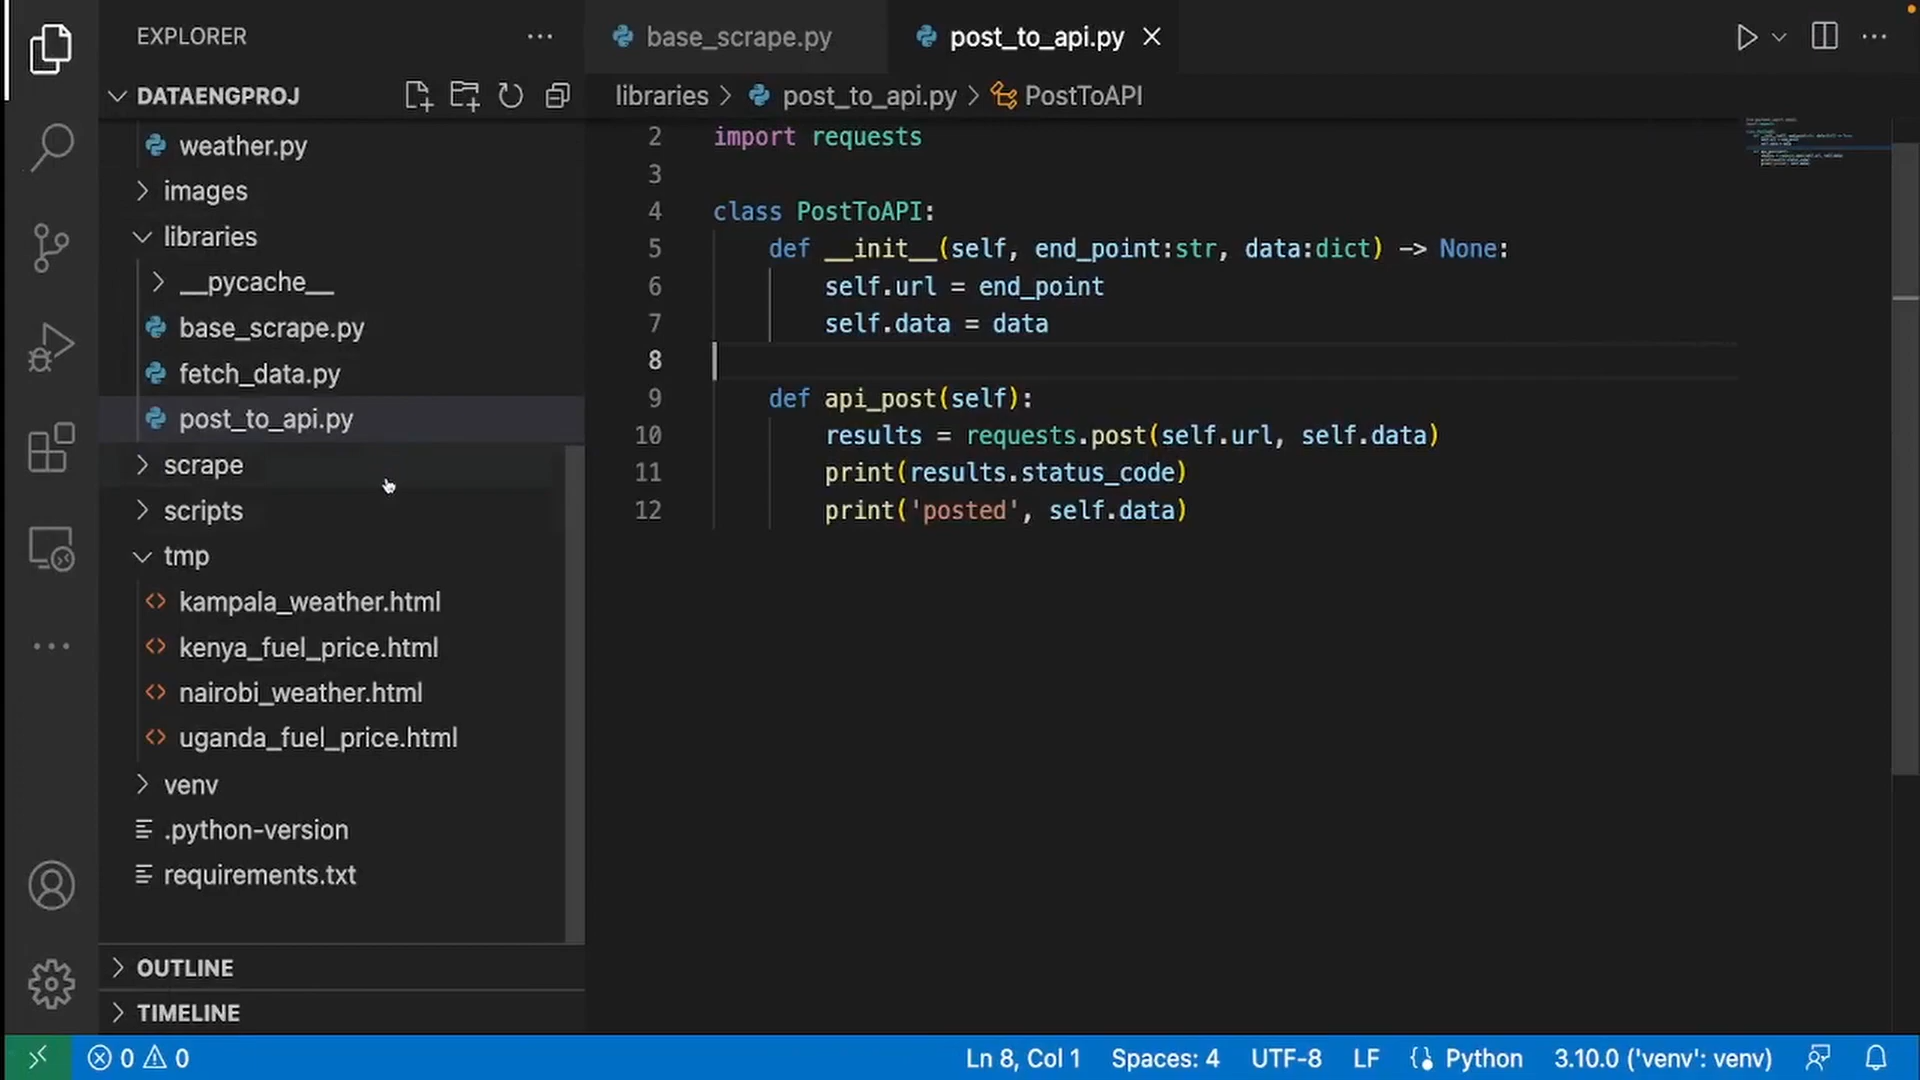 EXPLORER
DATAENGPROJ
weather.py
images
libraries
__pycache__
base_scrape.py
fetch_data.py
post_to_api.py
scrape
scripts
tmp
kampala_weather.html
kenya_fuel_price.html
nairobi_weather.html
uganda_fuel_price.html
venv
.python-version
requirements.txt
OUTLINE
TIMELINE
base_scrape.py post_to_api.py
libraries > post_to_api.py > PostToAPI
2 import requests
3
4 class PostToAPI:
5 def __init__(self, end_point:str, data:dict) -> None:
6 self.url = end_point
7 self.data = data
8
9 def api_post(self):
10 results = requests.post(self.url, self.data)
11 print(results.status_code)
12 print('posted', self.data)
0 0 Ln 8, Col 1 Spaces: 4 UTF-8 LF Python 3.10.0 ('venv': venv)